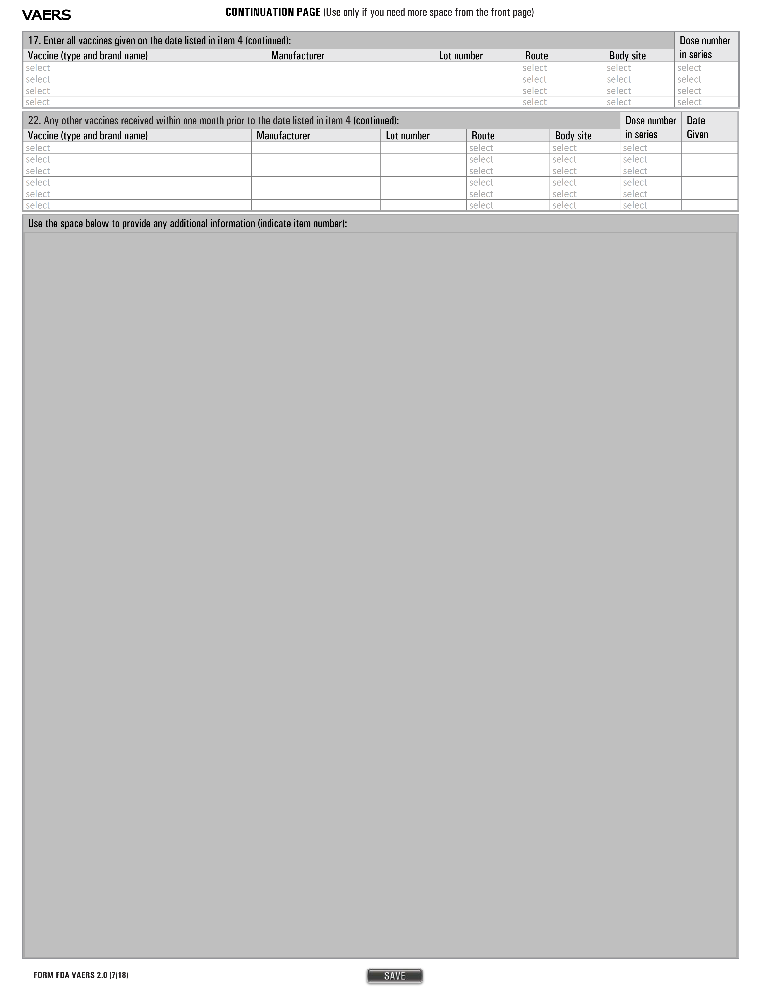 VAERS
CONTINUATION PAGE (Use only if you need more space from the front page)
17. Enter all vaccines given on the date listed in item 4 (continued):
Dose number
in series
Vaccine (type and brand name) Manufacturer Lot number Route Body site
select select select select
select select select select
select select select select
select select select select
22. Any other vaccines received within one month prior to the date listed in item 4 (continued):
Dose number
in series
Date
Given
Vaccine (type and brand name) Manufacturer Lot number Route Body site
select select select select
select select select select
select select select select
select select select select
select select select select
select select select select
Use the space below to provide any additional information (indicate item number):
FORM FDA VAERS 2.0 (7/18)
SAVE